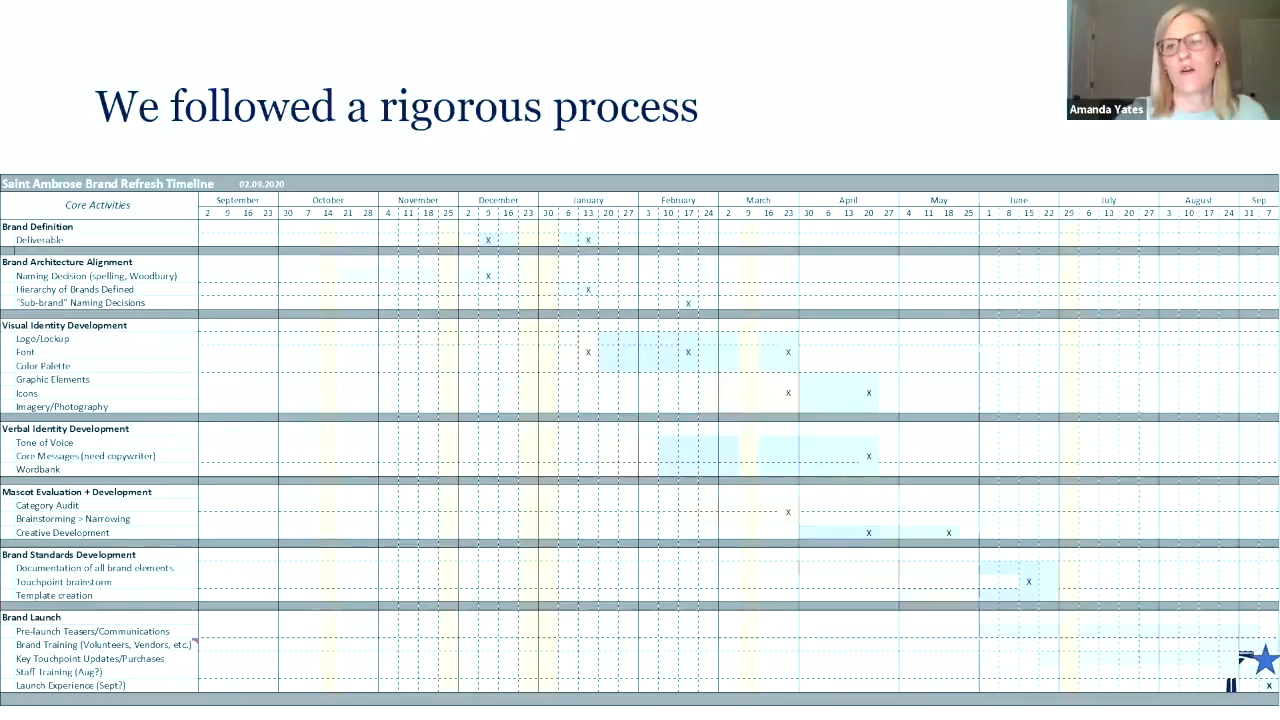 Amanda Yates
We followed a rigorous process
Saint Ambrose Brand Refresh Timeline 02.09.2020
Core Activities September October November December January February March April May June July August Sep
2 9 16 23 30 7 14 21 28 4 11 18 25 2 9 16 23 30 6 13 20 27 3 10 17 24 2 9 16 23 30 6 13 20 27 4 11 18 25 1 8 15 22 29 6 13 20 27 3 10 17 24 31 7
Brand Definition
Deliverable x x
Brand Architecture Alignment
Naming Decision (spelling, Woodbury) x
Hierarchy of Brands Defined x
"Sub-brand" Naming Decisions x
Visual Identity Development
Logo/Lockup
Font x x x
Color Palette
Graphic Elements
Icons x x
Imagery/Photography
Verbal Identity Development
Tone of Voice
Core Messages (need copywriter) x
Wordbank
Mascot Evaluation + Development
Category Audit
x
Brainstorming > Narrowing
Creative Development x x
Brand Standards Development
Documentation of all brand elements
Touchpoint brainstorm x
Template creation
Brand Launch
Pre-launch Teasers/Communications
Brand Training (Volunteers, Vendors, etc.)
Key Touchpoint Updates/Purchases
Staff Training (Aug?)
Launch Experience (Sept?) x